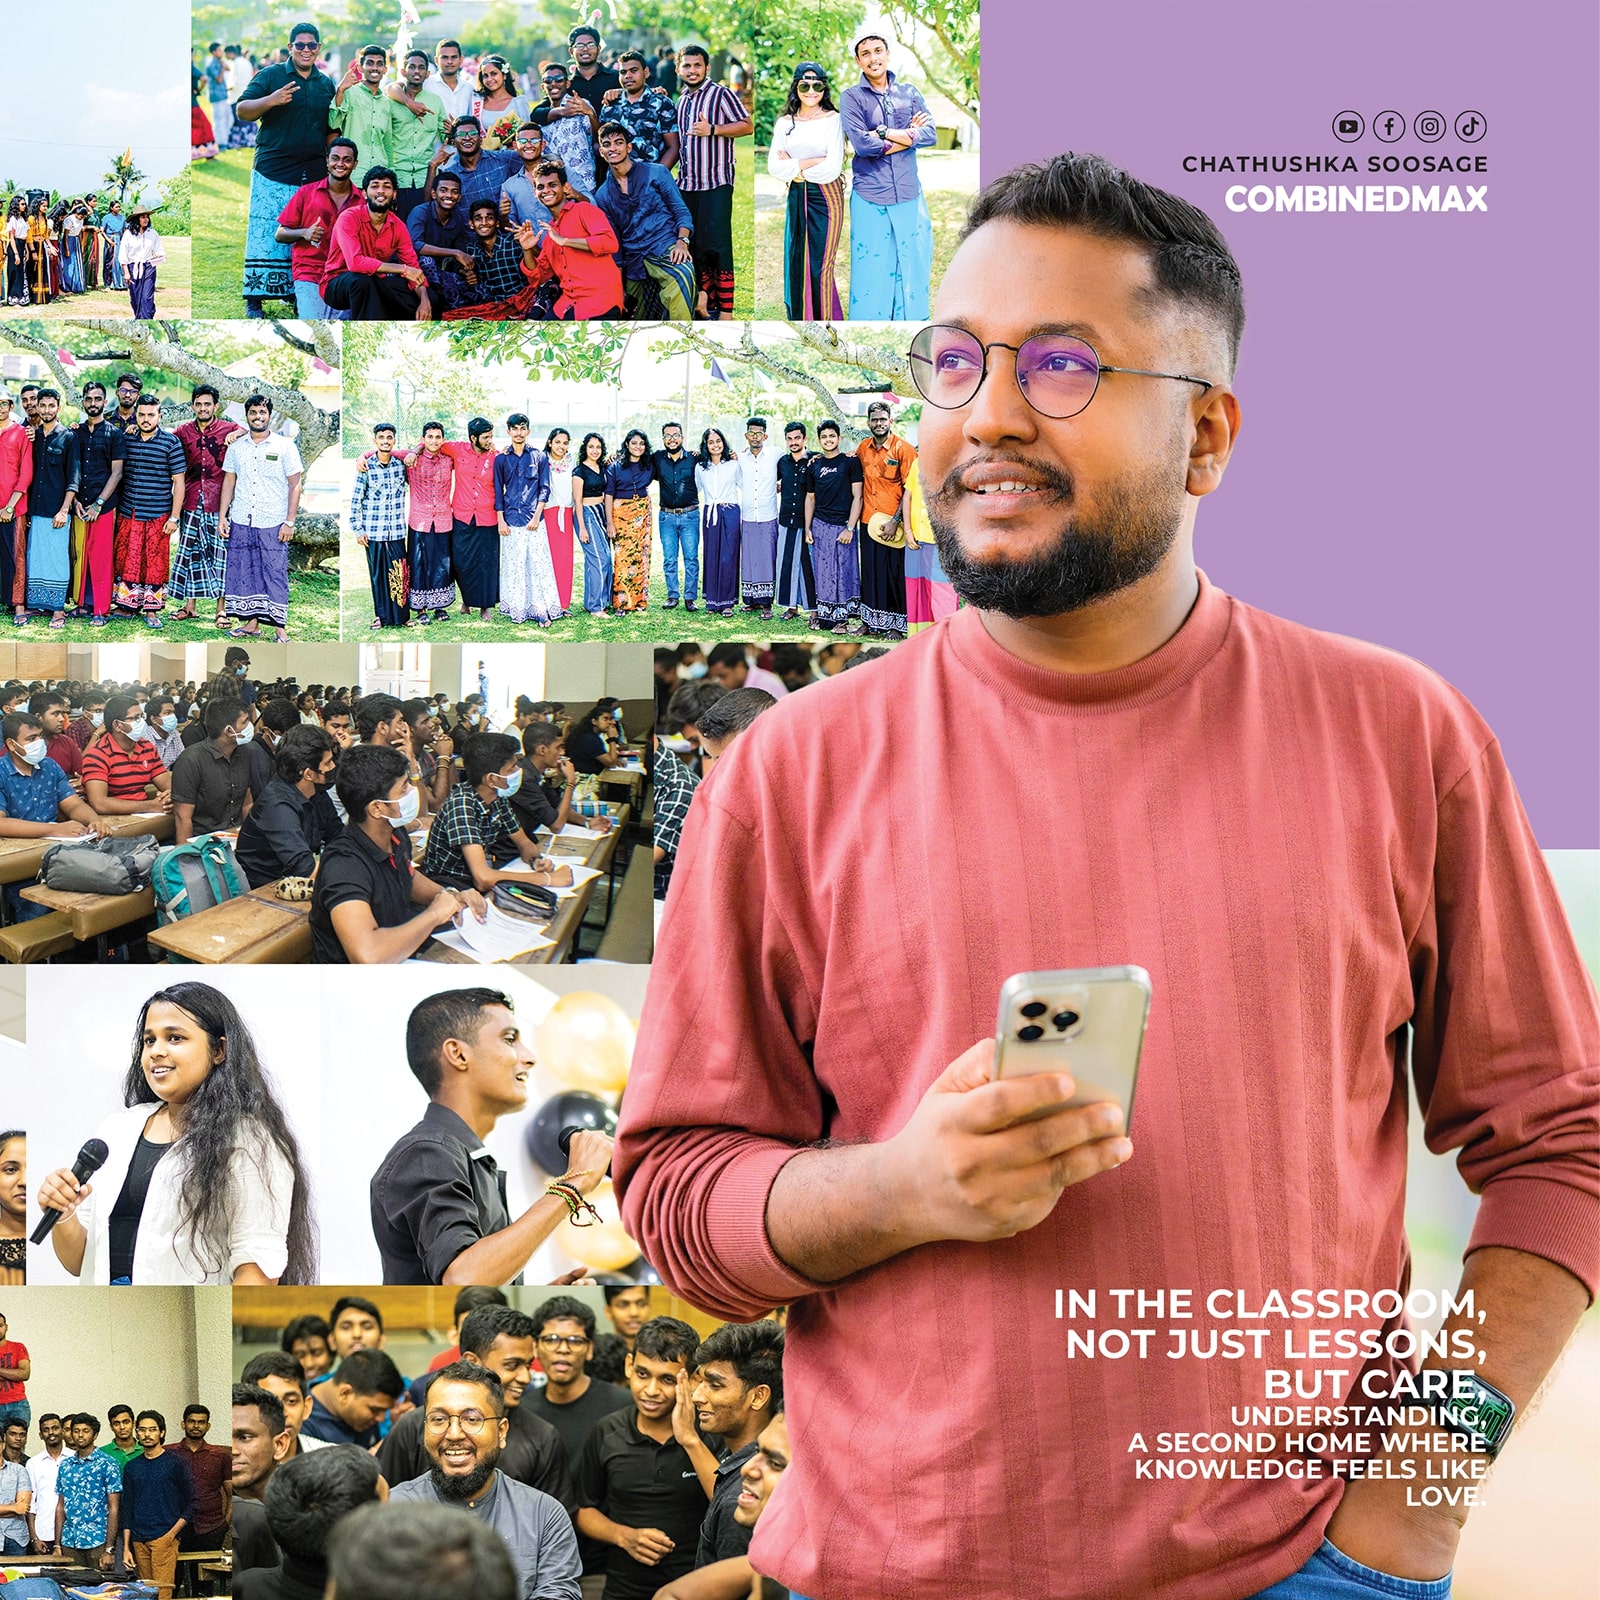 CHATHUSHKA SOOSAGE
COMBINEDMAX
IN THE CLASSROOM,
NOT JUST LESSONS,
BUT CARE,
UNDERSTANDING,
A SECOND HOME WHERE
KNOWLEDGE FEELS LIKE
LOVE.